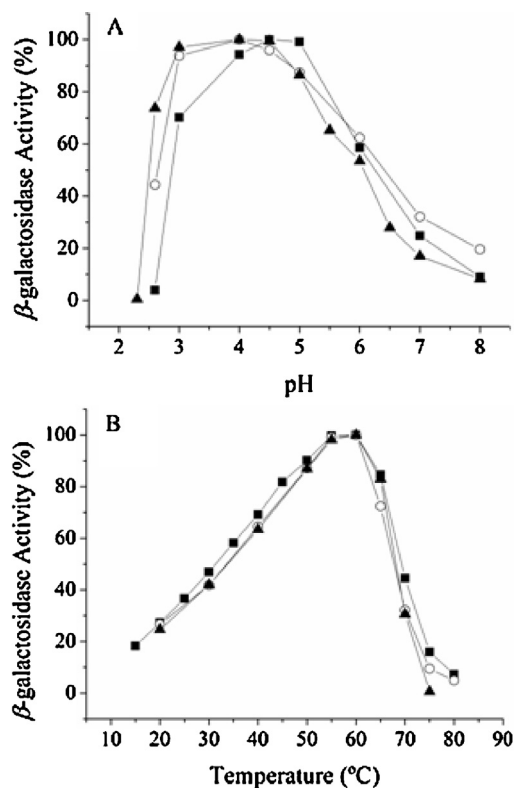 A
β-galactosidase Activity (%)
100
80
60
40
20
0
2 3 4 5 6 7 8
pH
B
β-galactosidase Activity (%)
100
80
60
40
20
0
10 20 30 40 50 60 70 80 90
Temperature (ºC)